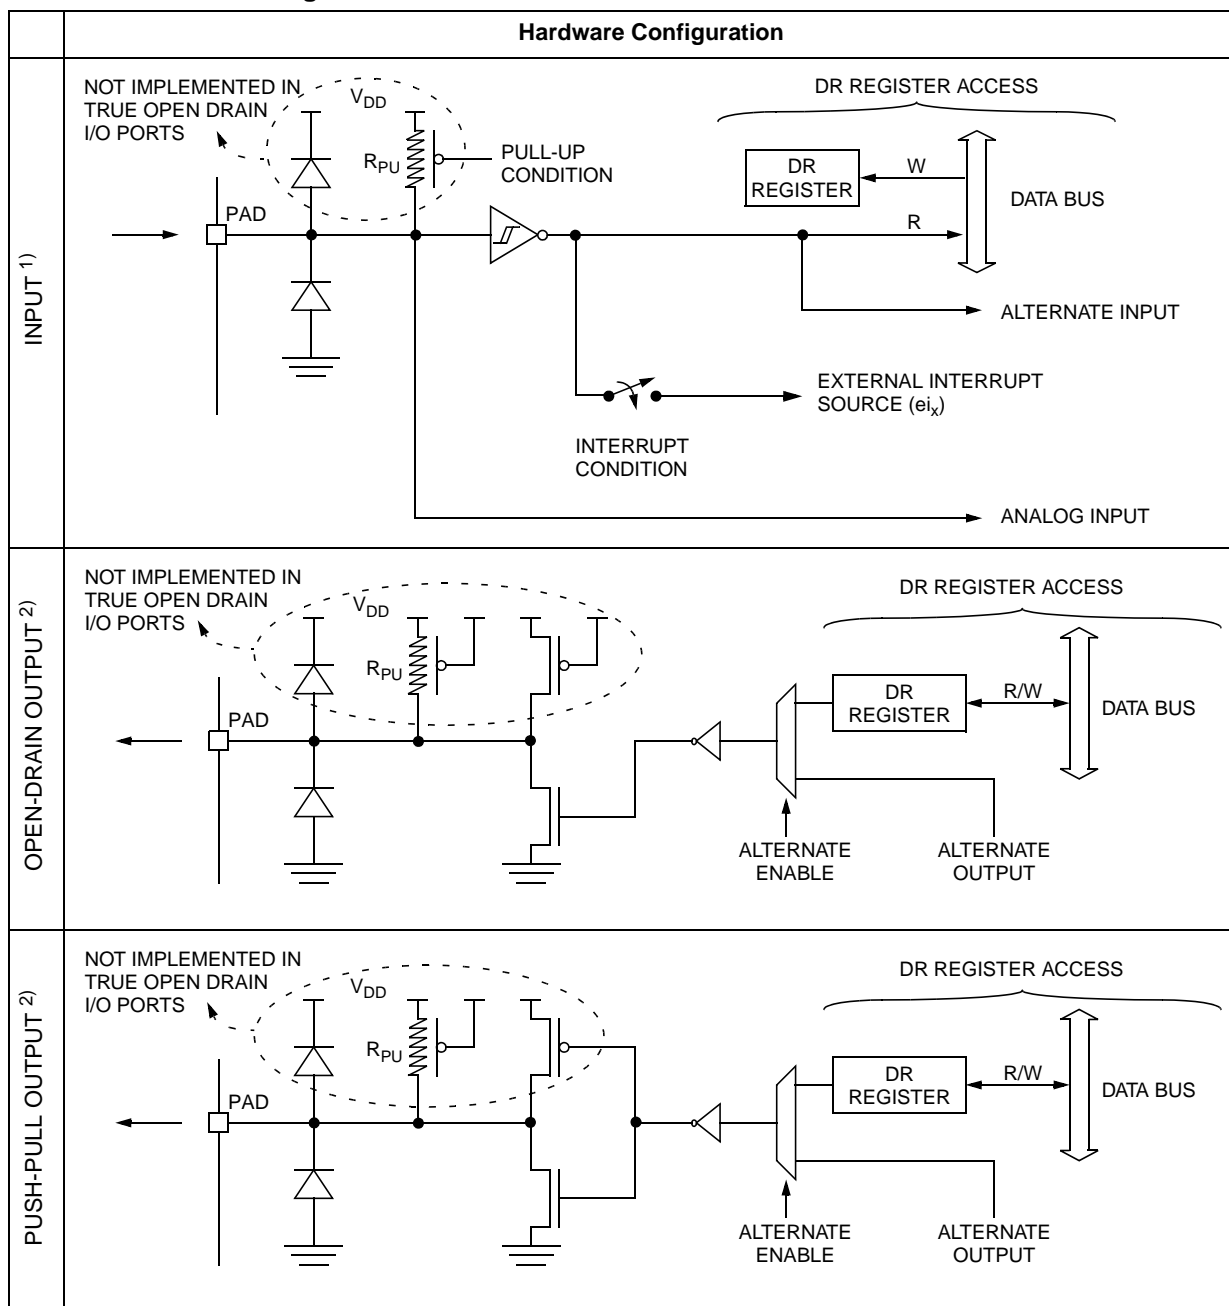 Hardware Configuration
INPUT 1)
NOT IMPLEMENTED IN
TRUE OPEN DRAIN
I/O PORTS
VDD
RPU
PULL-UP
CONDITION
PAD
DR REGISTER ACCESS
DR
REGISTER
W
R
DATA BUS
ALTERNATE INPUT
EXTERNAL INTERRUPT
SOURCE (eix)
INTERRUPT
CONDITION
ANALOG INPUT
OPEN-DRAIN OUTPUT 2)
NOT IMPLEMENTED IN
TRUE OPEN DRAIN
I/O PORTS
VDD
RPU
PAD
DR REGISTER ACCESS
DR
REGISTER
R/W
DATA BUS
ALTERNATE
ENABLE
ALTERNATE
OUTPUT
PUSH-PULL OUTPUT 2)
NOT IMPLEMENTED IN
TRUE OPEN DRAIN
I/O PORTS
VDD
RPU
PAD
DR REGISTER ACCESS
DR
REGISTER
R/W
DATA BUS
ALTERNATE
ENABLE
ALTERNATE
OUTPUT